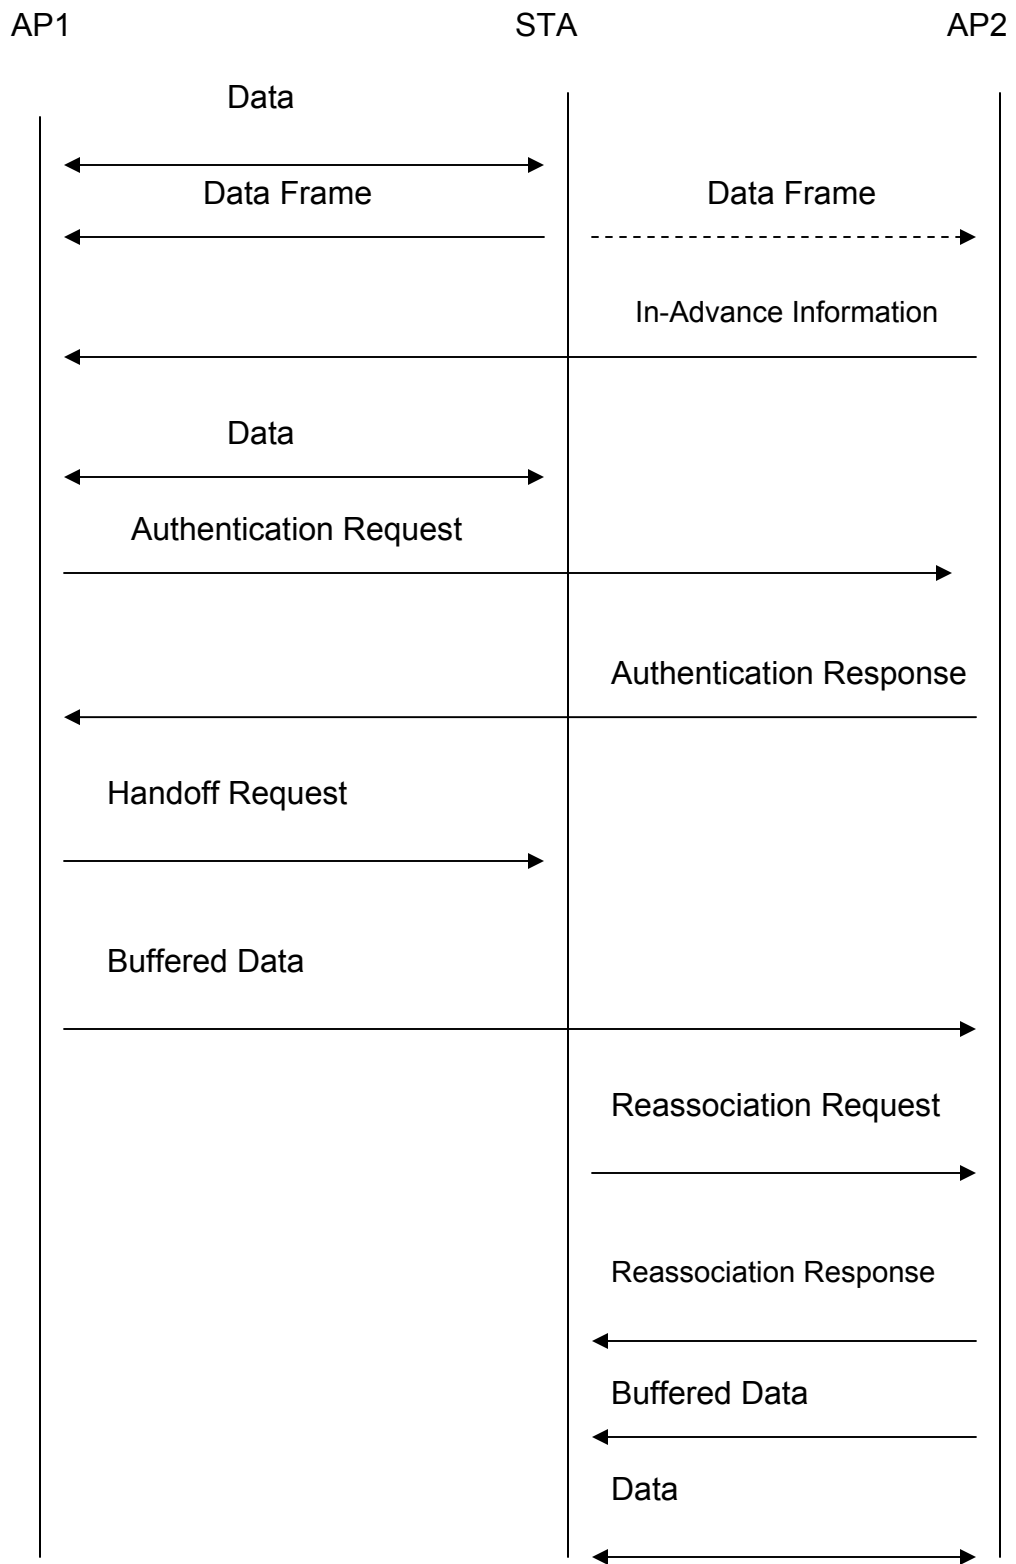 AP1 STA AP2
Data
Data Frame Data Frame
In-Advance Information
Data
Authentication Request
Authentication Response
Handoff Request
Buffered Data
Reassociation Request
Reassociation Response
Buffered Data
Data